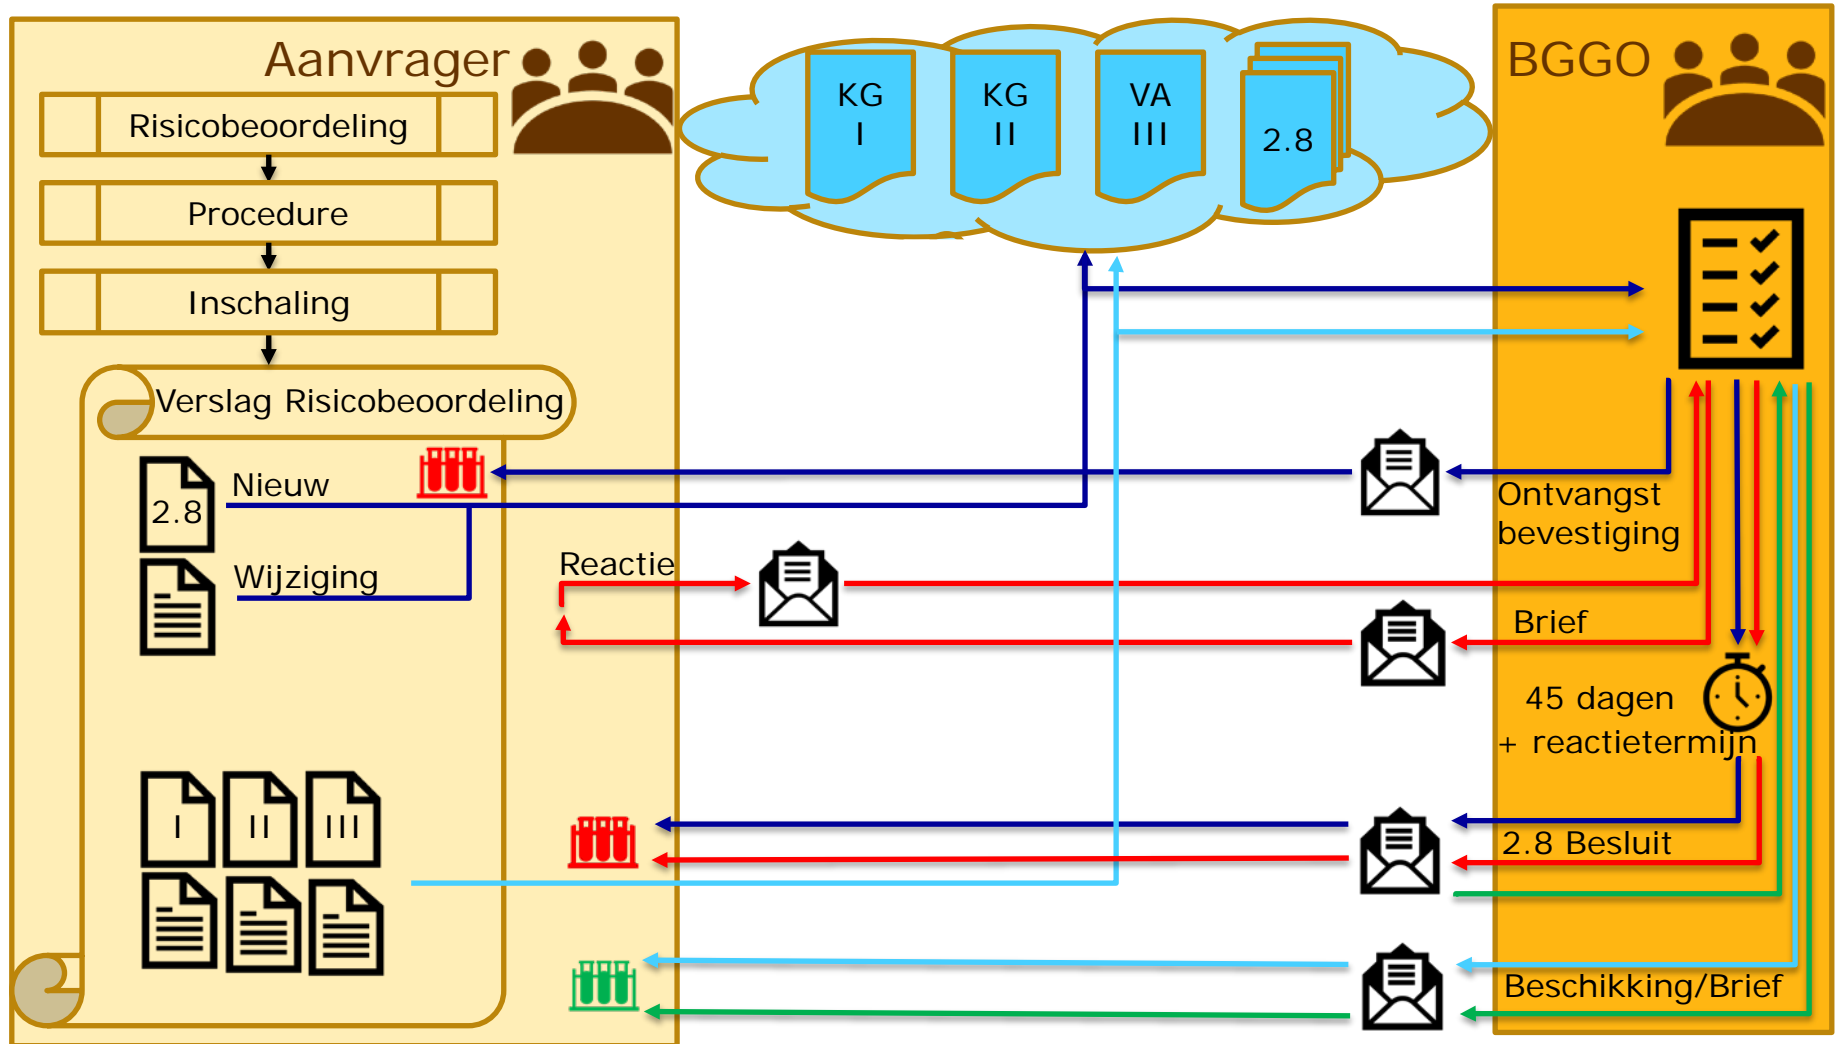 Aanvrager
Risicobeoordeling
Procedure
Inschaling
Verslag Risicobeoordeling
2.8
Nieuw
Wijziging
I
II
III
KG
I
KG
II
VA
III
2.8
Reactie
BGGO
Ontvangst
bevestiging
Brief
45 dagen
+ reactietermijn
2.8 Besluit
Beschikking/Brief